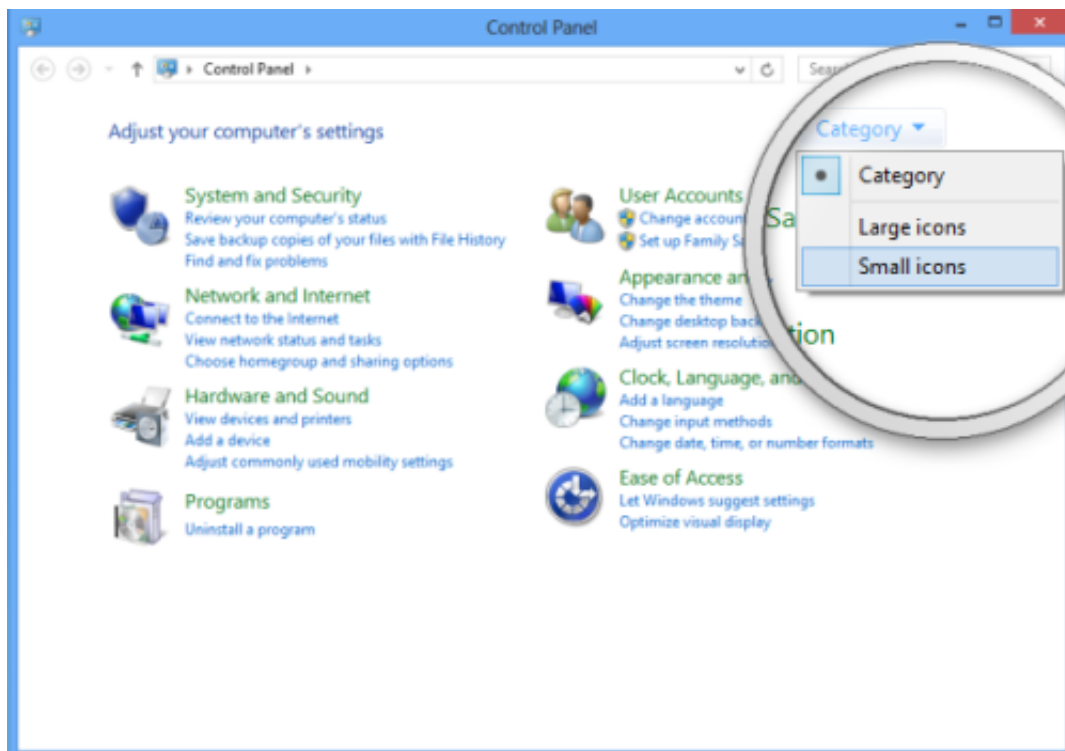 Control Panel
Control Panel
Adjust your computer's settings
Category
Category
Large icons
Small icons
System and Security
Review your computer's status
Save backup copies of your files with File History
Find and fix problems
Network and Internet
Connect to the Internet
View network status and tasks
Choose homegroup and sharing options
Hardware and Sound
View devices and printers
Add a device
Adjust commonly used mobility settings
Programs
Uninstall a program
User Accounts
Change accoun
Set up Family Sa
Appearance an
Change the theme
Change desktop back
Adjust screen resolutio
Clock, Language, and
Add a language
Change input methods
Change date, time, or number formats
Ease of Access
Let Windows suggest settings
Optimize visual display